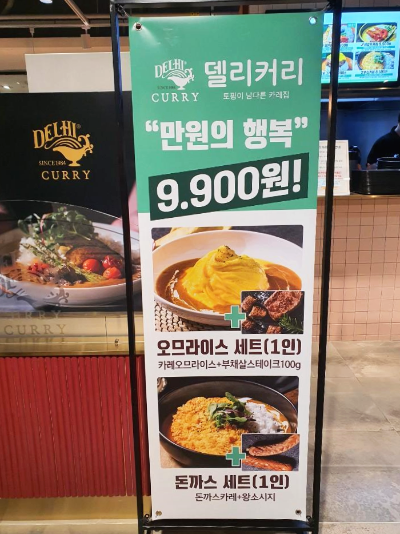 DELHI
SINCE 1984
CURRY
DELHI
CURRY
델리커리
토핑이 남다른 카레집
“만원의 행복”
9.900원!
오므라이스 세트(1인)
카레오므라이스+부채살스테이크100g
돈까스 세트(1인)
돈까스카레+왕소시지